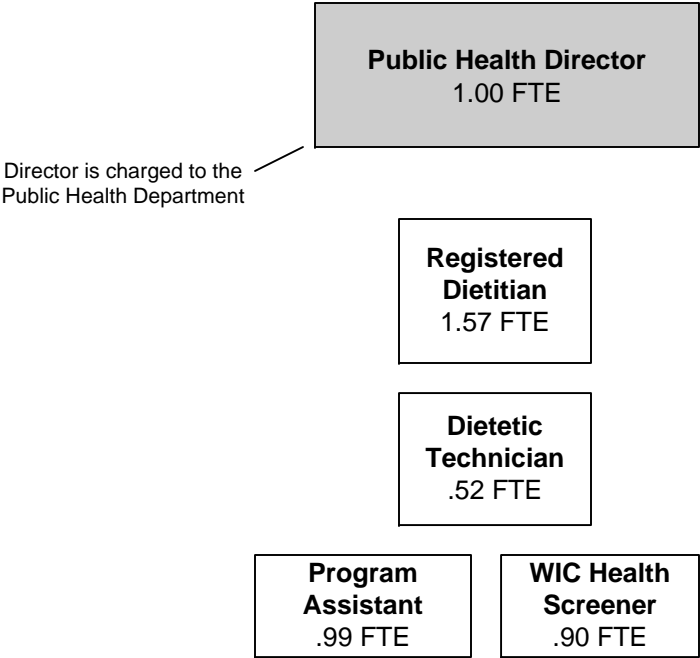 Public Health Director
1.00 FTE
Director is charged to the
Public Health Department
Registered
Dietitian
1.57 FTE
Dietetic
Technician
.52 FTE
Program
Assistant
.99 FTE
WIC Health
Screener
.90 FTE